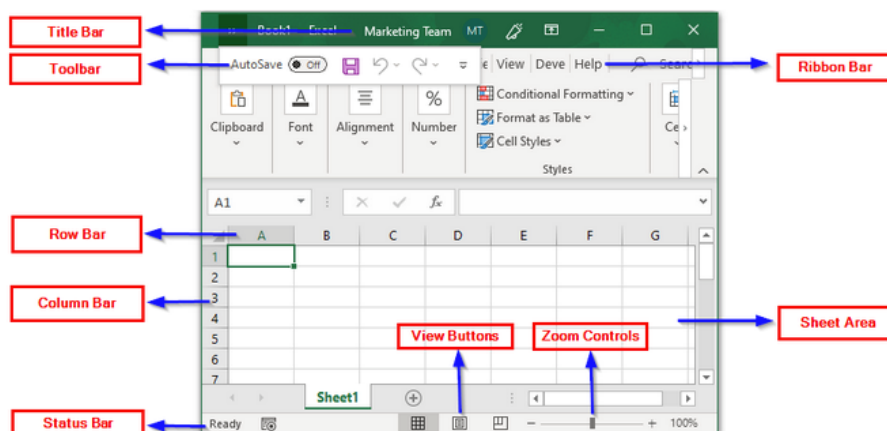 Title Bar
Book1 - Excel Marketing Team MT
Toolbar
AutoSave Off
View Deve Help
Ribbon Bar
Clipboard
Font
Alignment
%
Number
Conditional Formatting
Format as Table
Cell Styles
Styles
A1
fx
Row Bar
A B C D E F G
1
2
Column Bar
3
4
Sheet Area
5
View Buttons
Zoom Controls
6
7
Sheet1
Status Bar
Ready
100%